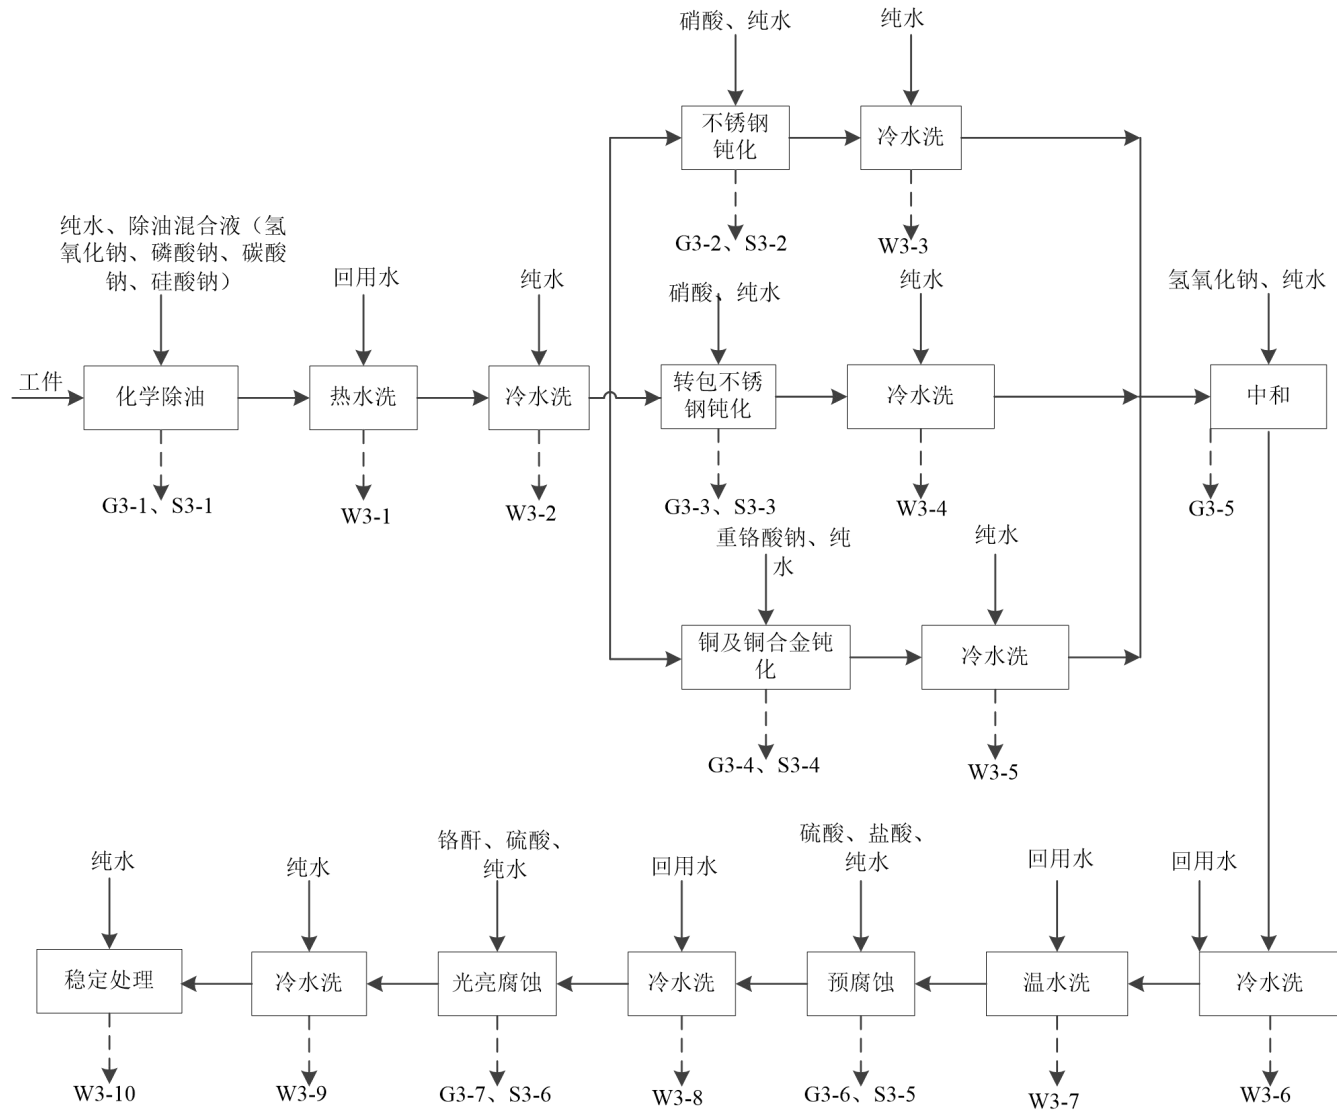 硝酸、纯水
纯水
不锈钢
钝化
冷水洗
G3-2、S3-2
W3-3
纯水、除油混合液（氢
氧化钠、磷酸钠、碳酸
钠、硅酸钠）
回用水
纯水
硝酸、纯水
纯水
氢氧化钠、纯水
工件
化学除油
热水洗
冷水洗
转包不锈
钢钝化
冷水洗
中和
G3-1、S3-1
W3-1
W3-2
G3-3、S3-3
W3-4
G3-5
重铬酸钠、纯
水
纯水
铜及铜合金钝
化
冷水洗
G3-4、S3-4
W3-5
纯水
纯水
铬酐、硫酸、
纯水
回用水
硫酸、盐酸、
纯水
回用水
回用水
稳定处理
冷水洗
光亮腐蚀
冷水洗
预腐蚀
温水洗
冷水洗
W3-10
W3-9
G3-7、S3-6
W3-8
G3-6、S3-5
W3-7
W3-6